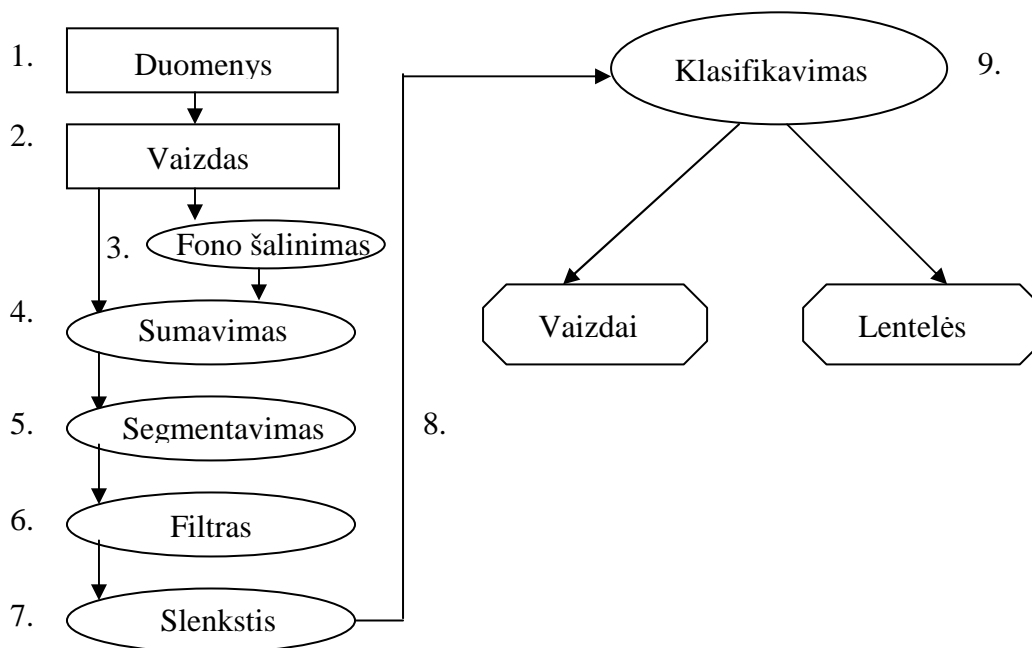 1. Duomenys
2. Vaizdas
3. Fono šalinimas
4. Sumavimas
5. Segmentavimas
6. Filtras
7. Slenkstis
8.
Klasifikavimas 9.
Vaizdai
Lentelės